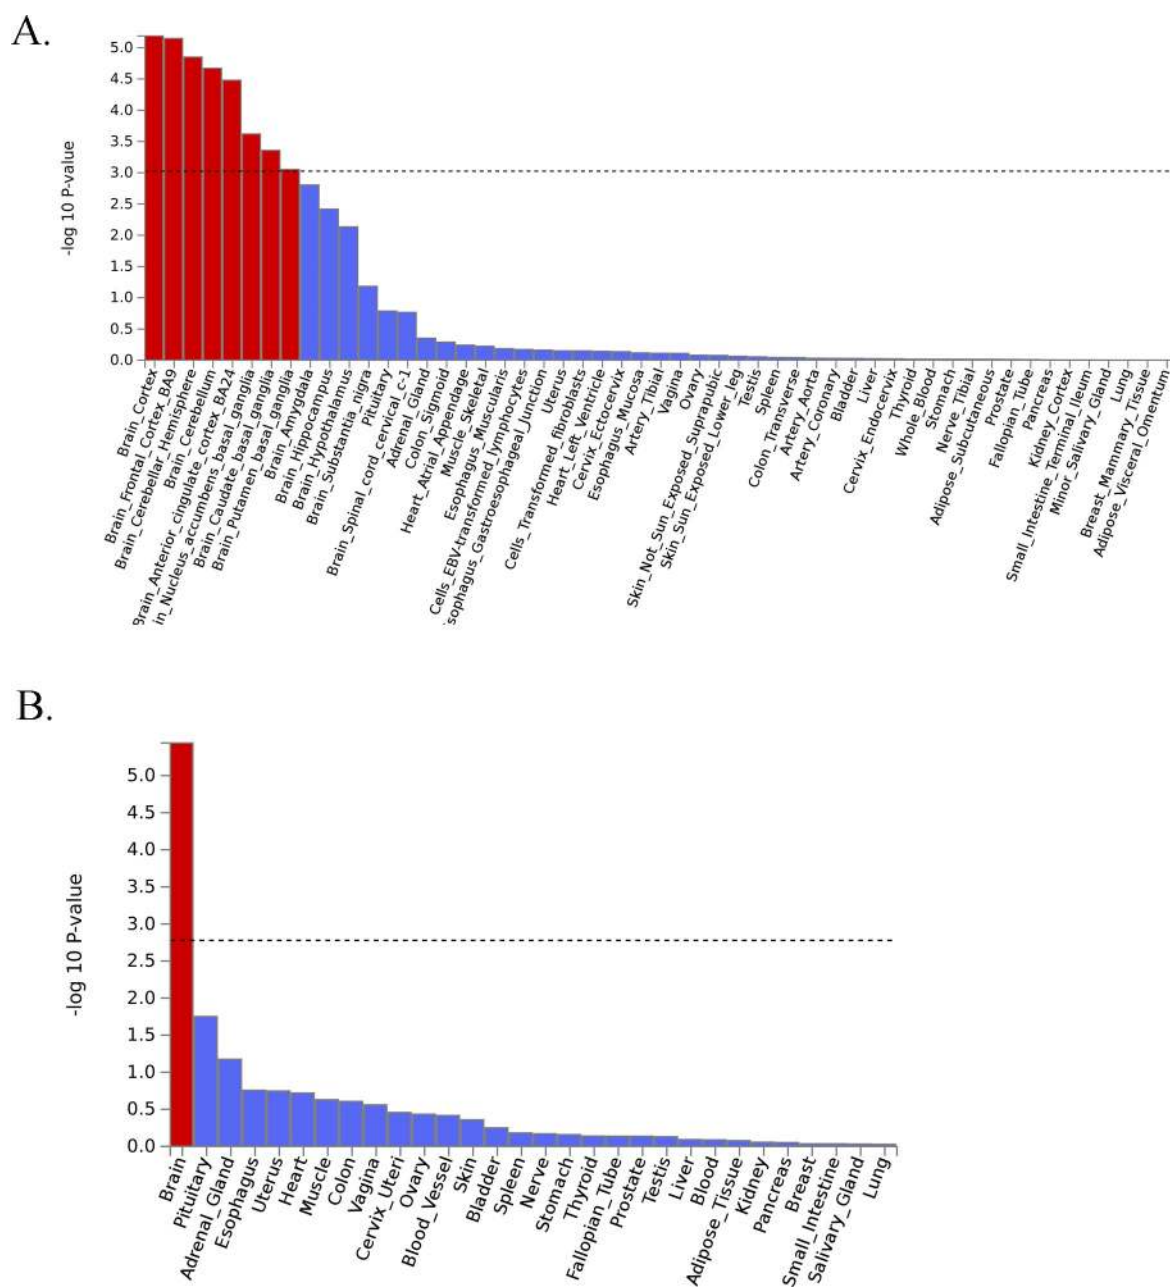 A.
-log 10 P-value
5.0
4.5
4.0
3.5
3.0
2.5
2.0
1.5
1.0
0.5
0.0
Brain_Cortex
Brain_Frontal_Cortex_BA9
Brain_Cerebellar_Hemisphere
Brain_Cerebellum
Brain_Anterior_cingulate_cortex_BA24
in_Nucleus_accumbens_basal_ganglia
Brain_Caudate_basal_ganglia
Brain_Putamen_basal_ganglia
Brain_Amygdala
Brain_Hippocampus
Brain_Hypothalamus
Brain_Substantia_nigra
Pituitary
Brain_Spinal_cord_cervical_c-1
Adrenal_Gland
Colon_Sigmoid
Heart_Atrial_Appendage
Muscle_Skeletal
Esophagus_Muscularis
Cells_EBV-transformed_lymphocytes
sophagus_Gastroesophageal_Junction
Uterus
Cells_Transformed_fibroblasts
Heart_Left_Ventricle
Cervix_Ectocervix
Esophagus_Mucosa
Artery_Tibial
Vagina
Ovary
Skin_Not_Sun_Exposed_Suprapubic
Skin_Sun_Exposed_Lower_leg
Testis
Spleen
Colon_Transverse
Artery_Aorta
Artery_Coronary
Bladder
Liver
Cervix_Endocervix
Thyroid
Whole_Blood
Stomach
Nerve_Tibial
Adipose_Subcutaneous
Prostate
Fallopian_Tube
Pancreas
Kidney_Cortex
Small_Intestine_Terminal_Ileum
Minor_Salivary_Gland
Lung
Breast_Mammary_Tissue
Adipose_Visceral_Omentum
B.
-log 10 P-value
5.0
4.5
4.0
3.5
3.0
2.5
2.0
1.5
1.0
0.5
0.0
Brain
Pituitary
Adrenal_Gland
Esophagus
Uterus
Heart
Muscle
Colon
Vagina
Cervix_Uteri
Ovary
Blood_Vessel
Skin
Bladder
Spleen
Nerve
Stomach
Thyroid
Fallopian_Tube
Prostate
Testis
Liver
Blood
Adipose_Tissue
Kidney
Pancreas
Breast
Small_Intestine
Salivary_Gland
Lung